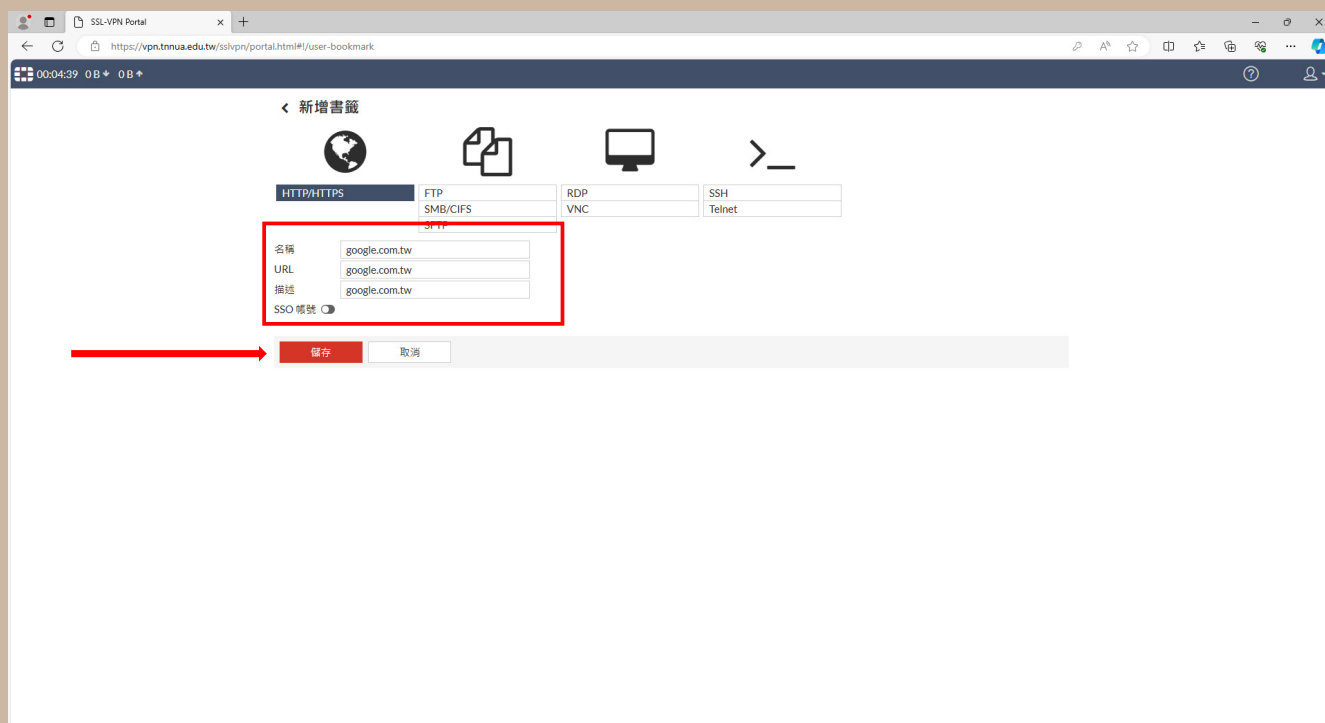 SSL-VPN Portal
https://vpn.tnnua.edu.tw/sslvpn/portal.html#!/user-bookmark
00:04:39 0 B 0 B
新增書籤
HTTP/HTTPS FTP RDP SSH
SMB/CIFS VNC Telnet
SFTP
名稱 google.com.tw
URL google.com.tw
描述 google.com.tw
SSO 帳號
儲存 取消